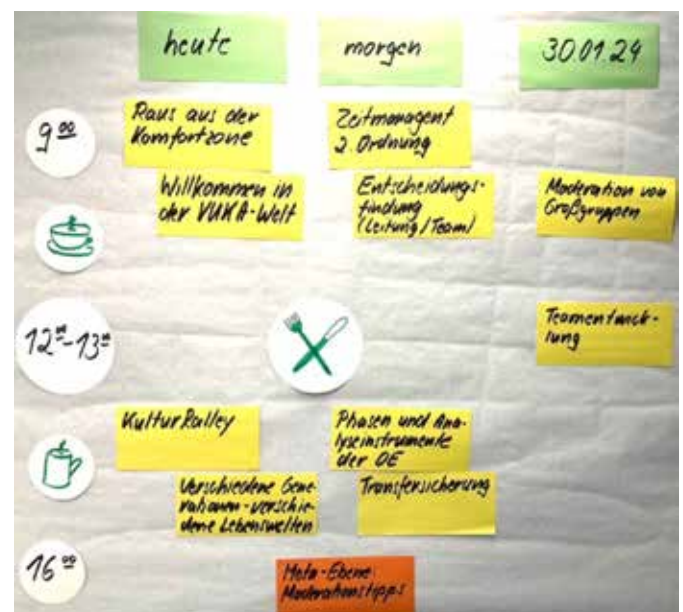 heute
morgen
30.01.24
9⁰⁰
Raus aus der
Komfortzone
Zeitmanagent
2. Ordnung
Willkommen in
der VUKA-Welt
Entscheidungs-
findung
(Leitung/Team)
Moderation von
Großgruppen
12⁰⁰-13⁰⁰
Teamentwick-
lung
KulturRalley
Phasen und Ana-
lyseinstrumente
der OE
Verschiedene Gene-
rationen-verschie-
dene Lebenswelten
Transfersicherung
16⁰⁰
Meta-Ebene:
Moderationstipps